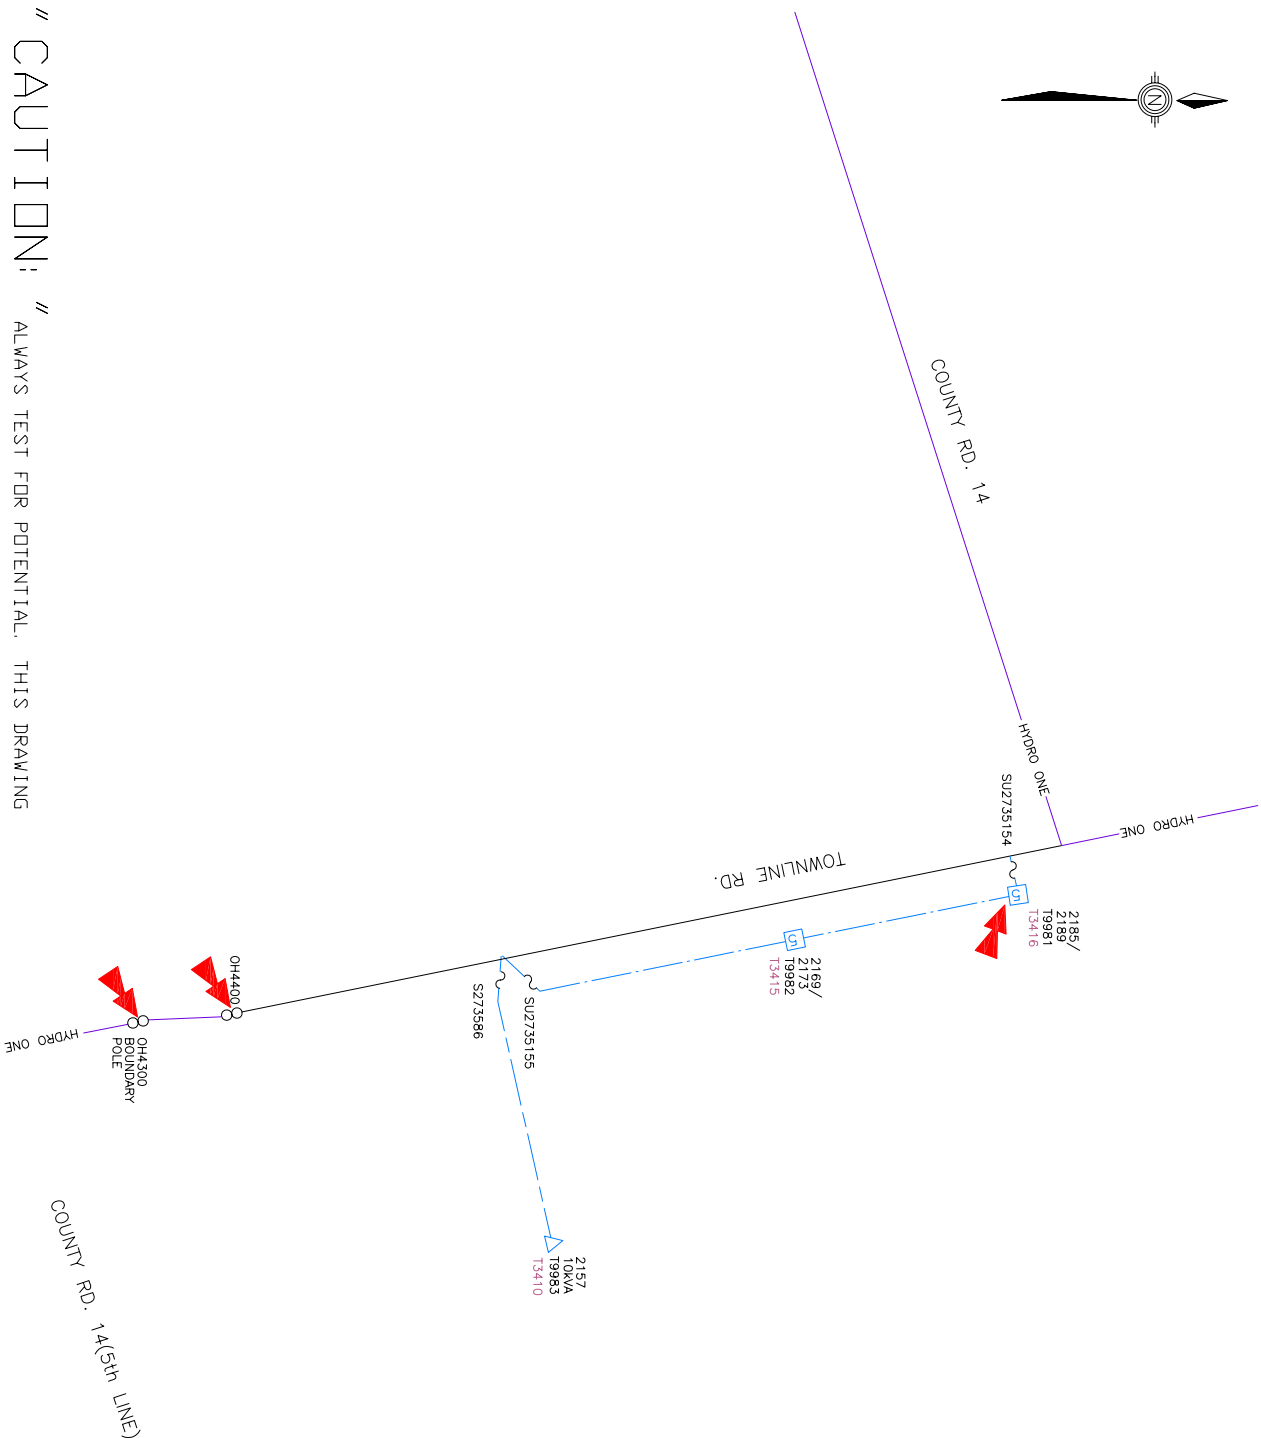 " CAUTION: " ALWAYS TEST FOR POTENTIAL. THIS DRAWING
N
COUNTY RD. 14
HYDRO ONE
HYDRO ONE
SU2735154
TOWNLINE RD.
2185/
2189
T9981
T3416
2169/
2173
T9982
T3415
SU2735155
S273586
2157
10kVA
T9983
T3410
OH4400
OH4300
BOUNDARY
POLE
HYDRO ONE
COUNTY RD. 14(5th LINE)